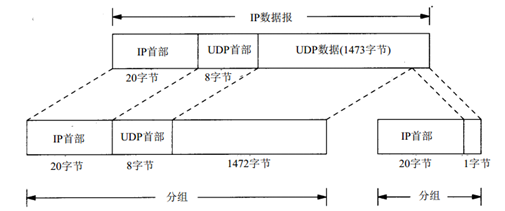 IP数据报
IP首部 UDP首部 UDP数据(1473字节)
20字节 8字节
IP首部 UDP首部 IP首部
20字节 8字节 1472字节 20字节 1字节
分组 分组